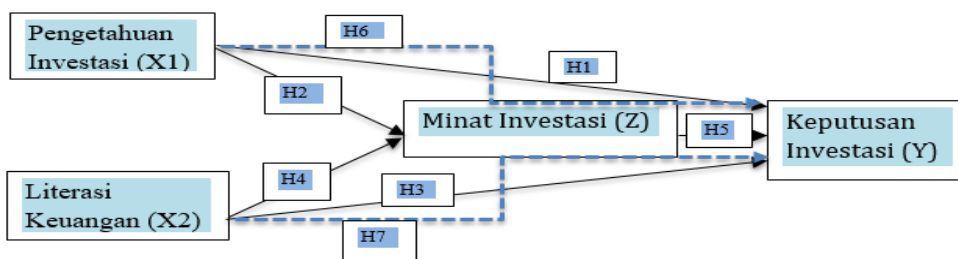 Pengetahuan
Investasi (X1)
H6
H1
H2
Minat Investasi (Z)
H5
Keputusan
Investasi (Y)
H4
H3
Literasi
Keuangan (X2)
H7